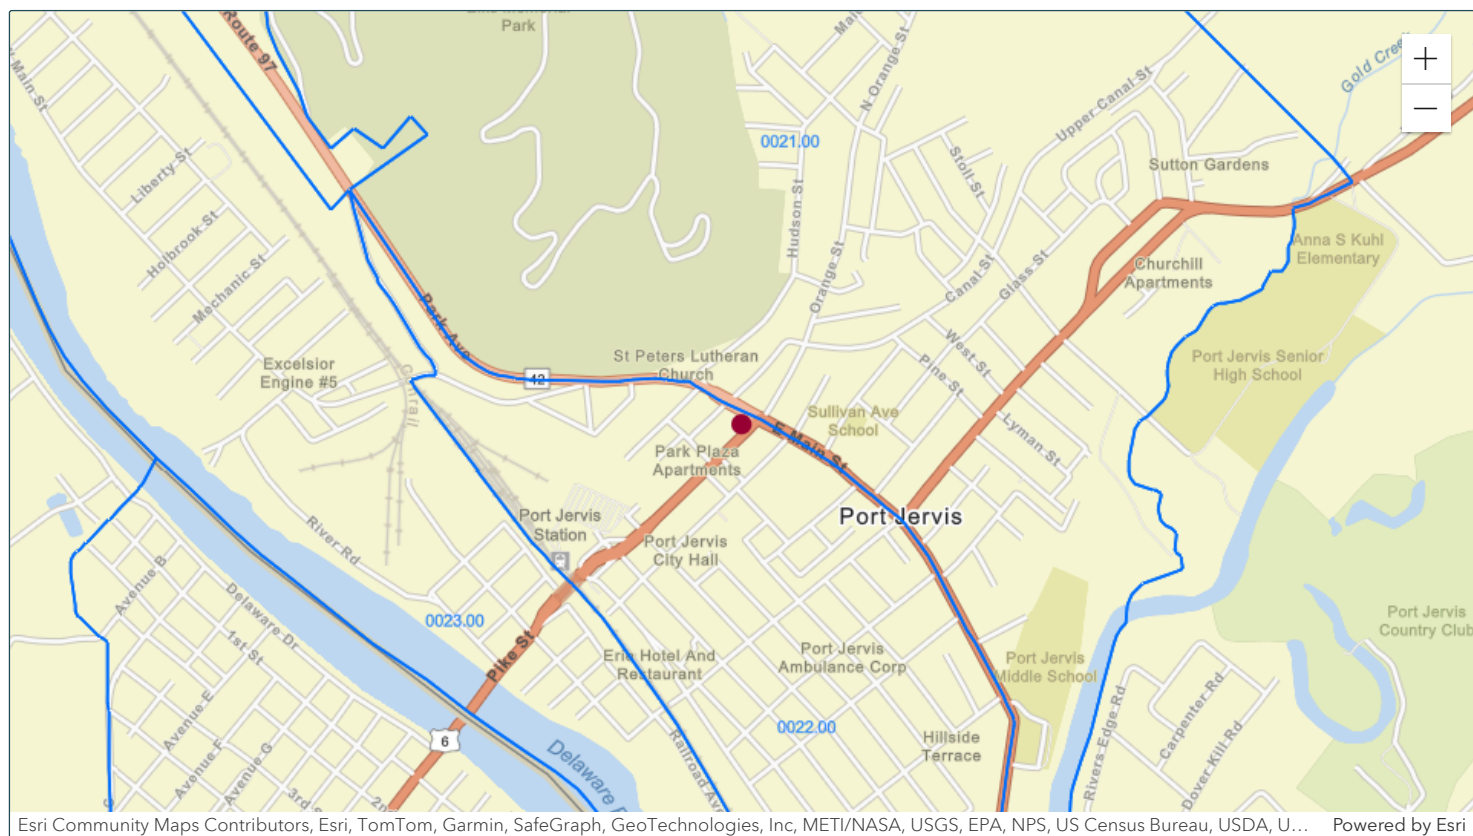 Park
Route 97
N Main St
Main
N Orange St
Gold Creek
+
−
Upper Canal St
0021.00
Liberty St
Stoll St
Sutton Gardens
Holbrook St
Hudson St
Anna S Kuhl
Elementary
Mechanic St
Orange St
Canal St
Glass St
Churchill
Apartments
Park Ave
Excelsior
Engine #5
Conrail
42
St Peters Lutheran
Church
West St
Pine St
Port Jervis Senior
High School
Sullivan Ave
School
E Main St
Lyman St
Park Plaza
Apartments
Port Jervis
Port Jervis
Station
River Rd
Port Jervis
City Hall
Avenue B
Delaware Dr
0023.00
1st St
Pike St
Erie Hotel And
Restaurant
Port Jervis
Ambulance Corp
Port Jervis
Middle School
Port Jervis
Country Club
Avenue E
Avenue F
Avenue G
6
0022.00
Railroad Ave
Hillside
Terrace
Rivers Edge Rd
Carpenter Rd
Dover Kill Rd
Delaware
3rd S
2n
Esri Community Maps Contributors, Esri, TomTom, Garmin, SafeGraph, GeoTechnologies, Inc, METI/NASA, USGS, EPA, NPS, US Census Bureau, USDA, U... Powered by Esri